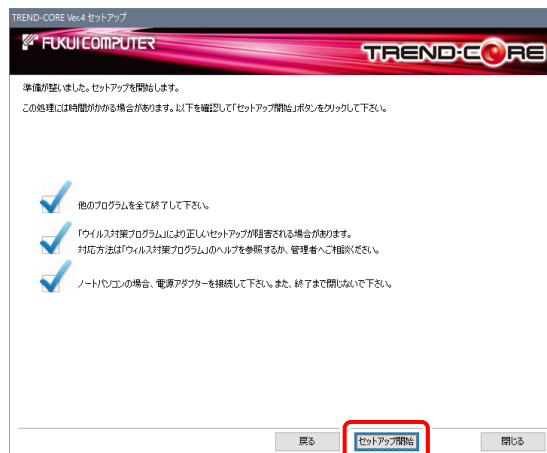 TREND-CORE Ver.4 セットアップ
FUKUI COMPUTER
TREND-CORE
準備が整いました。セットアップを開始します。
この処理には時間がかかる場合があります。以下を確認して「セットアップ開始」ボタンをクリックして下さい。
他のプログラムを全て終了して下さい。
「ウイルス対策プログラム」により正しいセットアップが阻害される場合があります。
対応方法は「ウィルス対策プログラム」のヘルプを参照するか、管理者へご相談ください。
ノートパソコンの場合、電源アダプターを接続して下さい。また、終了まで閉じないで下さい。
戻る
セットアップ開始
閉じる